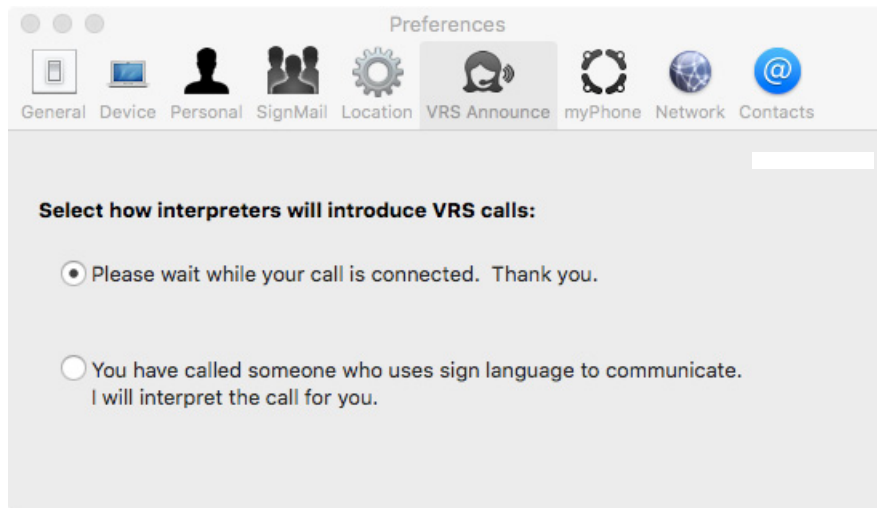 Preferences
General Device Personal SignMail Location VRS Announce myPhone Network Contacts
@
Select how interpreters will introduce VRS calls:
Please wait while your call is connected.  Thank you.
You have called someone who uses sign language to communicate.
I will interpret the call for you.